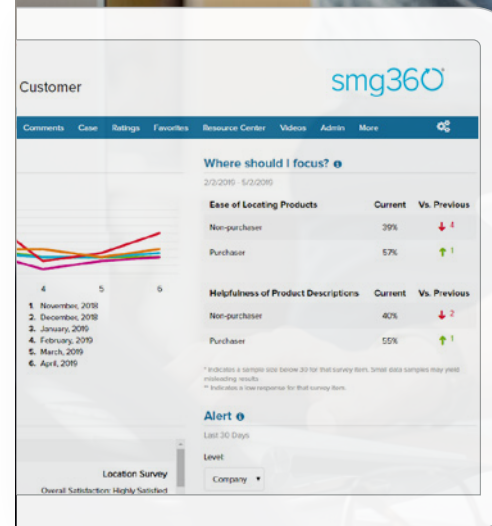 Customer
smg360
Comments Case Ratings Favorites Resource Center Videos Admin More
Where should I focus?
2/2/2019 - 5/2/2019
Ease of Locating Products Current Vs. Previous
Non-purchaser 39% 4
Purchaser 57% 1
Helpfulness of Product Descriptions Current Vs. Previous
Non-purchaser 40% 2
Purchaser 55% 1
* Indicates a sample size below 30 for that survey item. Small data samples may yield
misleading results
** Indicates a low response for that survey item.
4 5 6
1. November, 2018
2. December, 2018
3. January, 2019
4. February, 2019
5. March, 2019
6. April, 2019
Alert
Last 30 Days
Level:
Company
Location Survey
Overall Satisfaction: Highly Satisfied